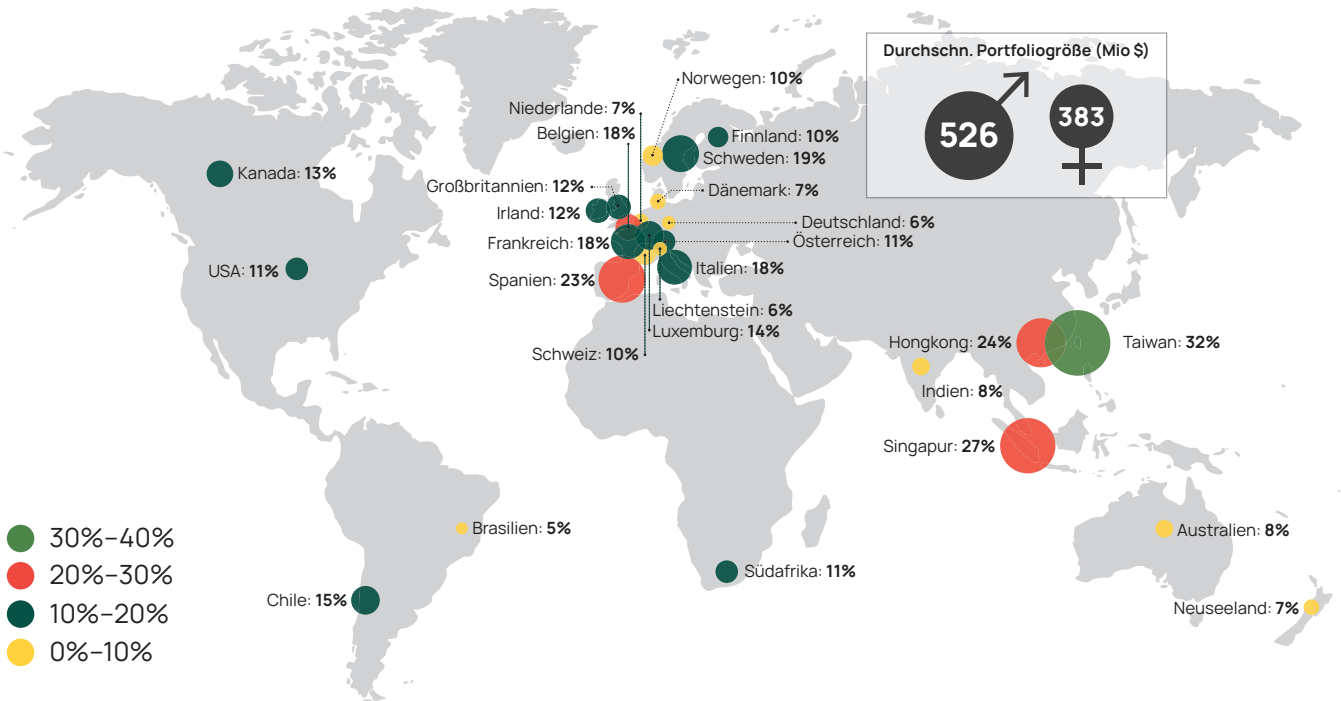 Durchschn. Portfoliogröße (Mio $)
526
383
Norwegen: 10%
Niederlande: 7%
Belgien: 18%
Finnland: 10%
Schweden: 19%
Kanada: 13%
Großbritannien: 12%
Dänemark: 7%
Irland: 12%
Deutschland: 6%
Frankreich: 18%
Österreich: 11%
USA: 11%
Italien: 18%
Spanien: 23%
Liechtenstein: 6%
Luxemburg: 14%
Schweiz: 10%
Hongkong: 24%
Taiwan: 32%
Indien: 8%
Singapur: 27%
Brasilien: 5%
Australien: 8%
Südafrika: 11%
Chile: 15%
Neuseeland: 7%
30%–40%
20%–30%
10%–20%
0%–10%